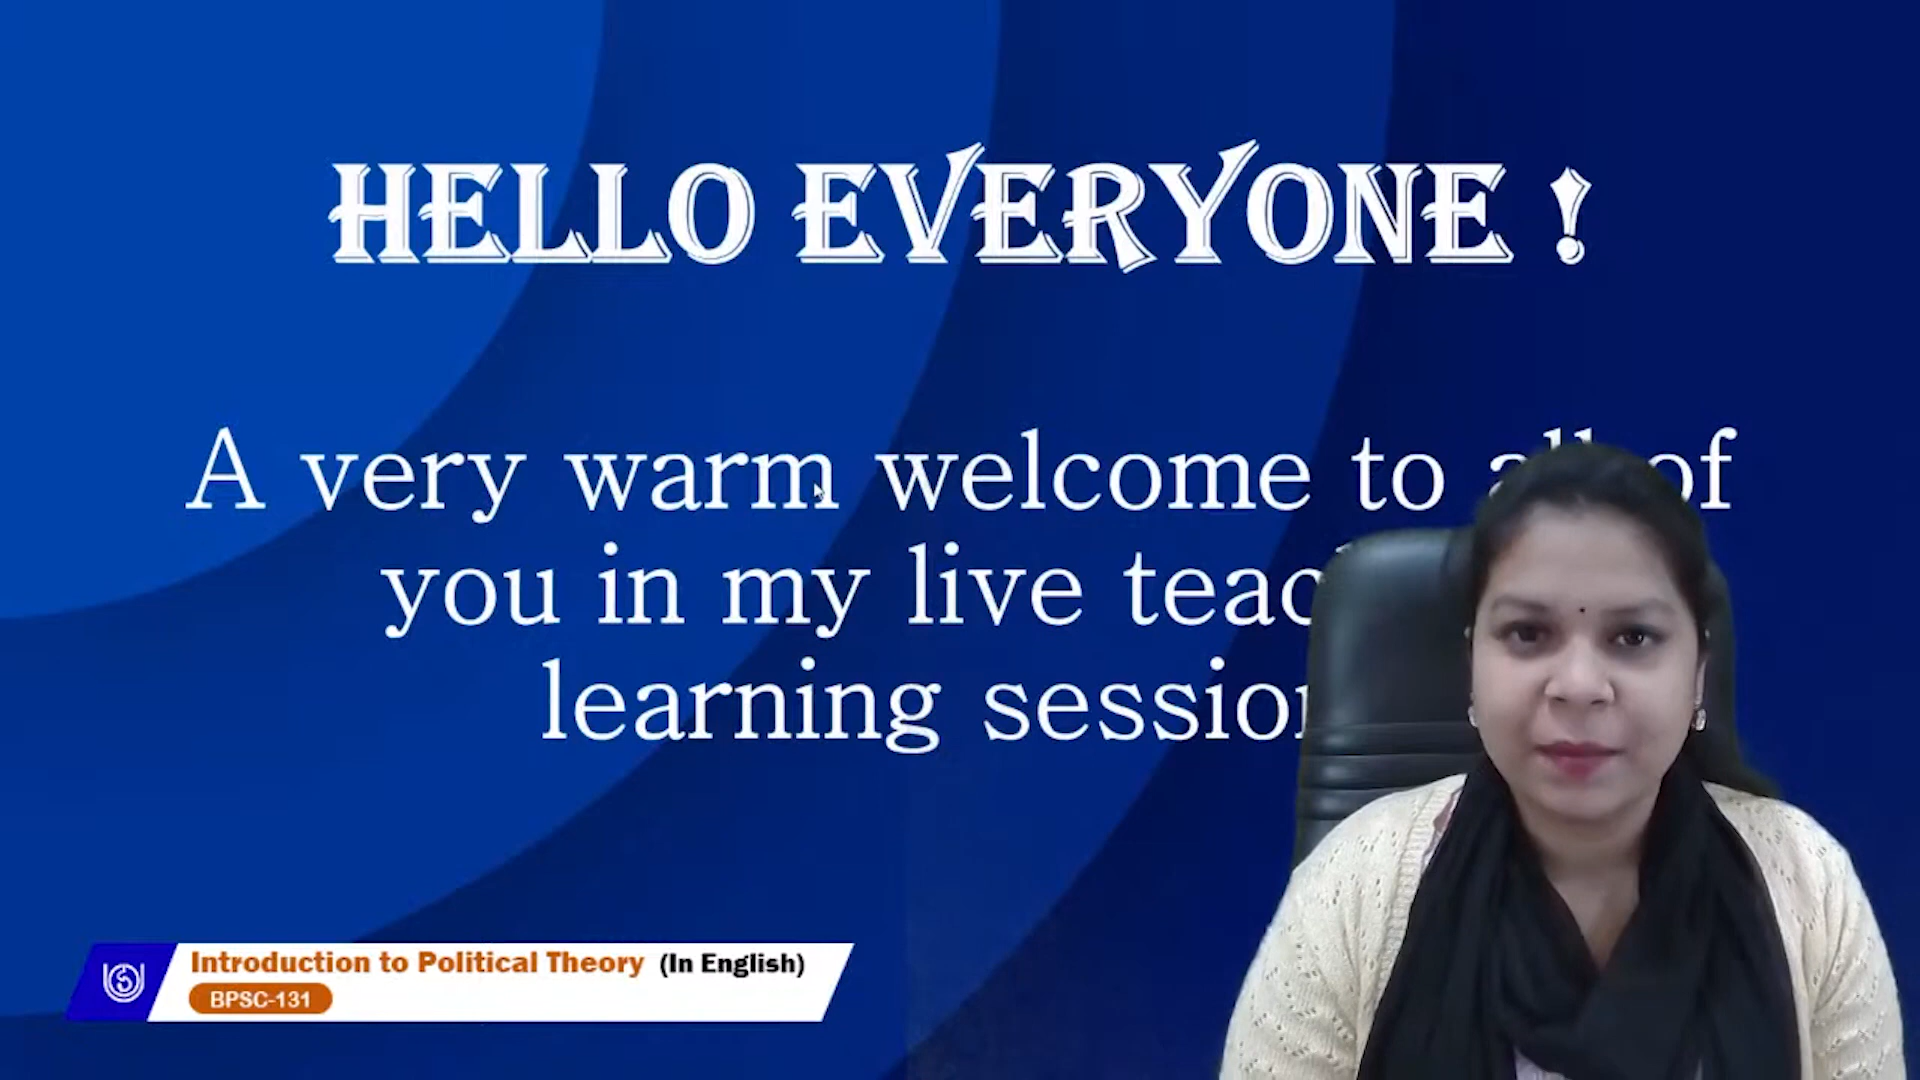 HELLO EVERYONE !
A very warm welcome to of
you in my live
learning
Introduction to Political Theory (In English)
BPSC-131